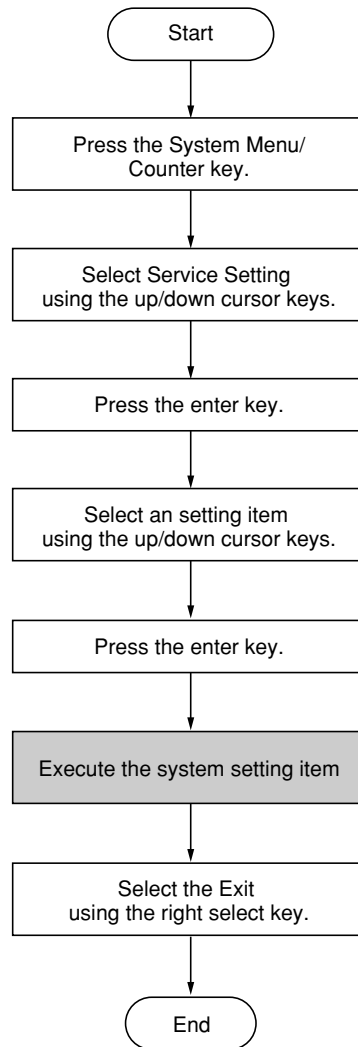 Start
Press the System Menu/
Counter key.
Select Service Setting
using the up/down cursor keys.
Press the enter key.
Select an setting item
using the up/down cursor keys.
Press the enter key.
Execute the system setting item
Select the Exit
using the right select key.
End